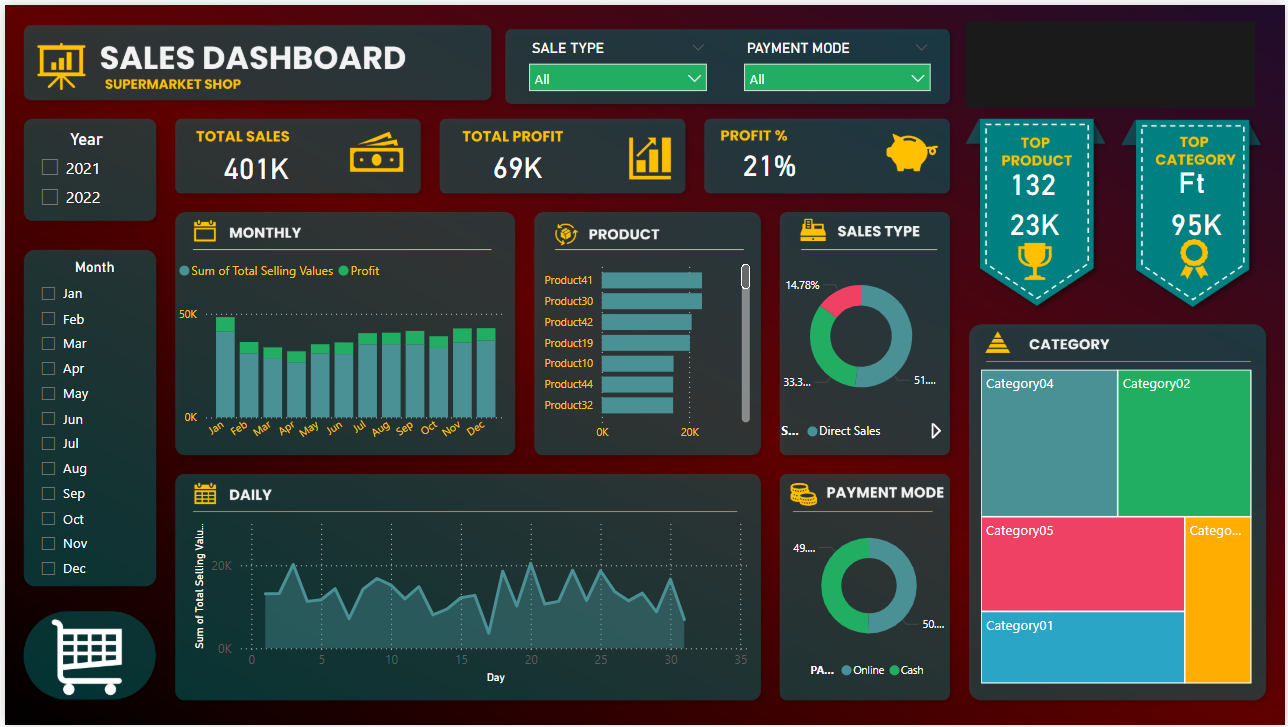 SALES DASHBOARD
SUPERMARKET SHOP
SALE TYPE
All
PAYMENT MODE
All
Year
2021
2022
Month
Jan
Feb
Mar
Apr
May
Jun
Jul
Aug
Sep
Oct
Nov
Dec
TOTAL SALES
401K
TOTAL PROFIT
69K
PROFIT %
21%
TOP
PRODUCT
132
23K
TOP
CATEGORY
Ft
95K
MONTHLY
Sum of Total Selling Values Profit
50K
0K
Jan Feb Mar Apr May Jun Jul Aug Sep Oct Nov Dec
PRODUCT
Product41
Product30
Product42
Product19
Product10
Product44
Product32
0K 20K
SALES TYPE
14.78%
33.3...
51....
S... Direct Sales
DAILY
Sum of Total Selling Valu...
20K
0K
0 5 10 15 20 25 30 35
Day
PAYMENT MODE
49....
50....
PA... Online Cash
CATEGORY
Category04
Category02
Category05
Catego...
Category01